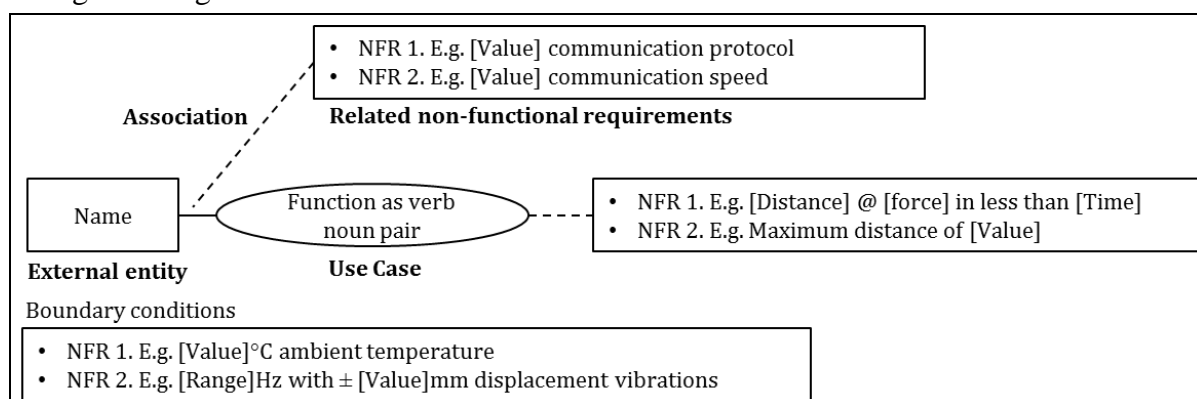 • NFR 1. E.g. [Value] communication protocol
• NFR 2. E.g. [Value] communication speed
Association
Related non-functional requirements
Name
Function as verb
noun pair
• NFR 1. E.g. [Distance] @ [force] in less than [Time]
• NFR 2. E.g. Maximum distance of [Value]
External entity
Use Case
Boundary conditions
• NFR 1. E.g. [Value]°C ambient temperature
• NFR 2. E.g. [Range]Hz with ± [Value]mm displacement vibrations